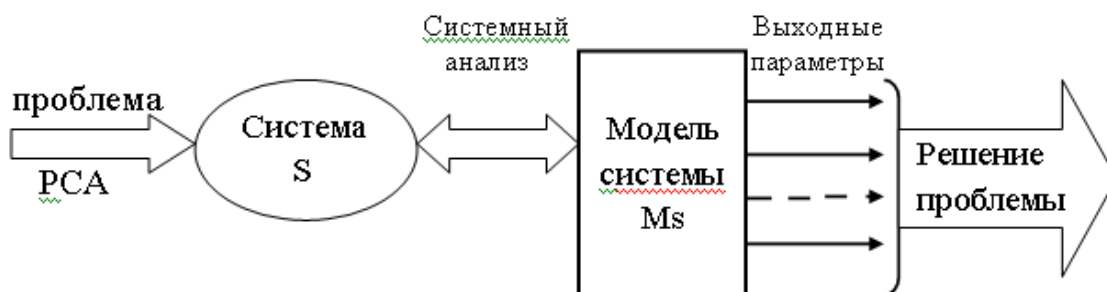 проблема
РСА
Система
S
Системный
анализ
Модель
системы
Ms
Выходные
параметры
Решение
проблемы